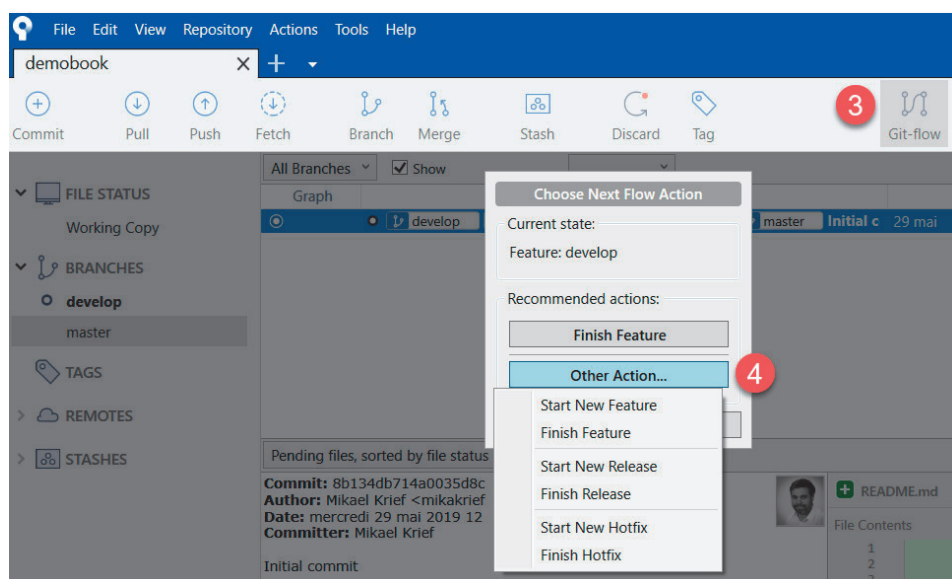 File Edit View Repository Actions Tools Help
demobook
Commit Pull Push Fetch Branch Merge Stash Discard Tag 3 Git-flow
All Branches Show
FILE STATUS
Working Copy
BRANCHES
develop
master
TAGS
REMOTES
STASHES
Graph
develop master Initial c 29 mai
Choose Next Flow Action
Current state:
Feature: develop
Recommended actions:
Finish Feature
Other Action... 4
Start New Feature
Finish Feature
Start New Release
Finish Release
Start New Hotfix
Finish Hotfix
Pending files, sorted by file status
Commit: 8b134db714a0035d8c
Author: Mikael Krief <mikakrief
Date: mercredi 29 mai 2019 12
Committer: Mikael Krief
Initial commit
README.md
File Contents
1
2